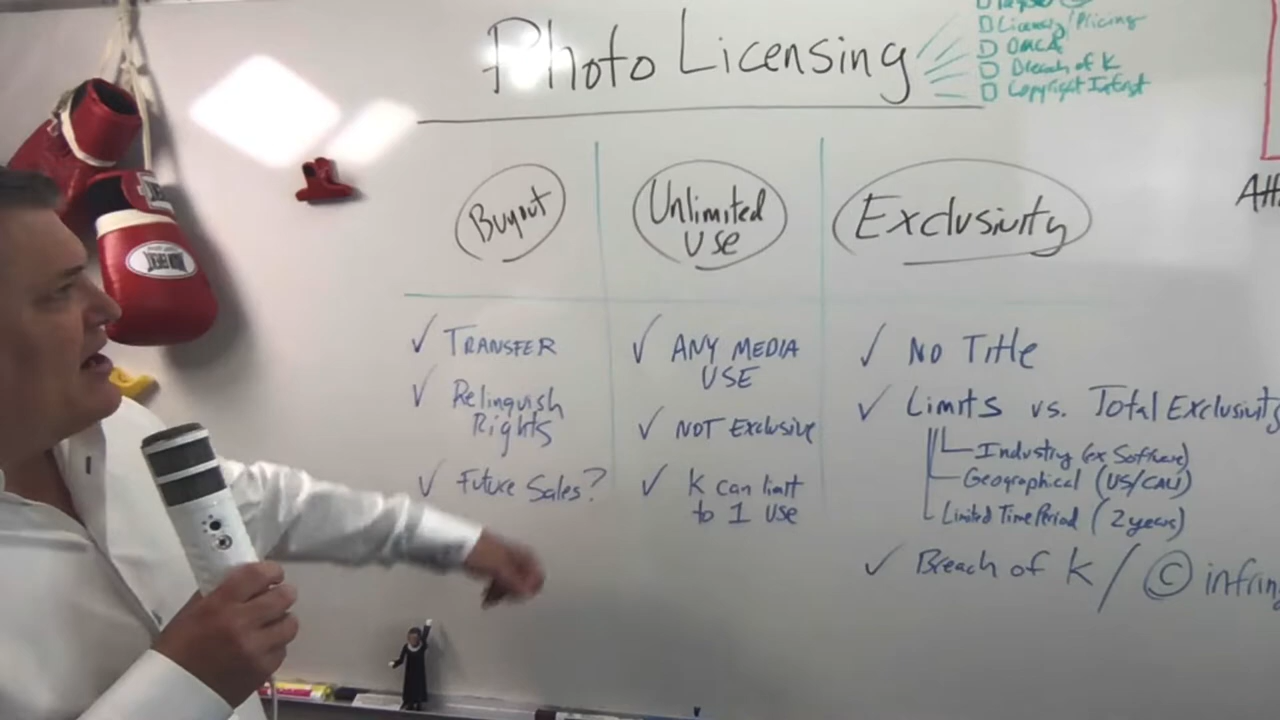 Photo Licensing
Licensing/Pricing
DMCA
Breach of K
Copyright Infrgt
Buyout
Unlimited
Use
Exclusivity
✓ TRANSFER
✓ Relinquish
Rights
✓ Future Sales?
✓ ANY MEDIA
USE
✓ NOT Exclusive
✓ K can limit
to 1 use
✓ No Title
✓ Limits vs. Total Exclusivity
Industry (ex Software)
Geographical (US/CAN)
Limited Time Period (2 years)
✓ Breach of K / © infring